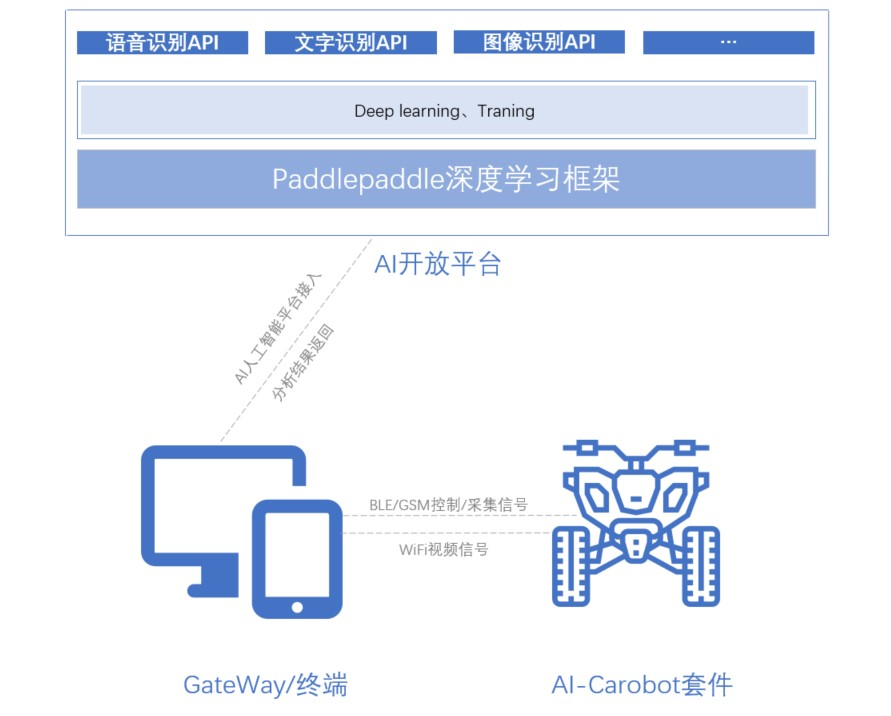 语音识别API
文字识别API
图像识别API
...
Deep learning、Traning
Paddlepaddle深度学习框架
AI开放平台
AI人工智能平台接入
分析结果返回
BLE/GSM控制/采集信号
WiFi视频信号
GateWay/终端
AI-Carobot套件